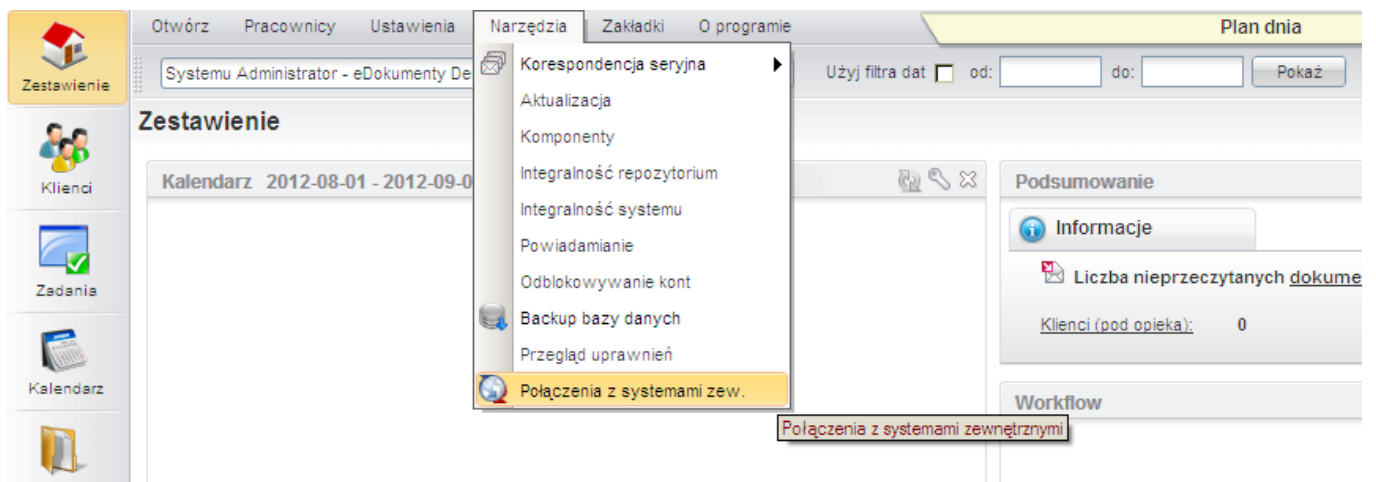 Otwórz Pracownicy Ustawienia Narzędzia Zakładki O programie Plan dnia
Systemu Administrator - eDokumenty De Użyj filtra dat od: do: Pokaż
Zestawienie
Zestawienie
Kalendarz 2012-08-01 - 2012-09-0
Korespondencja seryjna
Aktualizacja
Komponenty
Integralność repozytorium
Integralność systemu
Powiadamianie
Odblokowywanie kont
Backup bazy danych
Przegląd uprawnień
Połączenia z systemami zew.
Połączenia z systemami zewnętrznymi
Klienci
Zadania
Kalendarz
Podsumowanie
Informacje
Liczba nieprzeczytanych dokume
Klienci (pod opieka): 0
Workflow